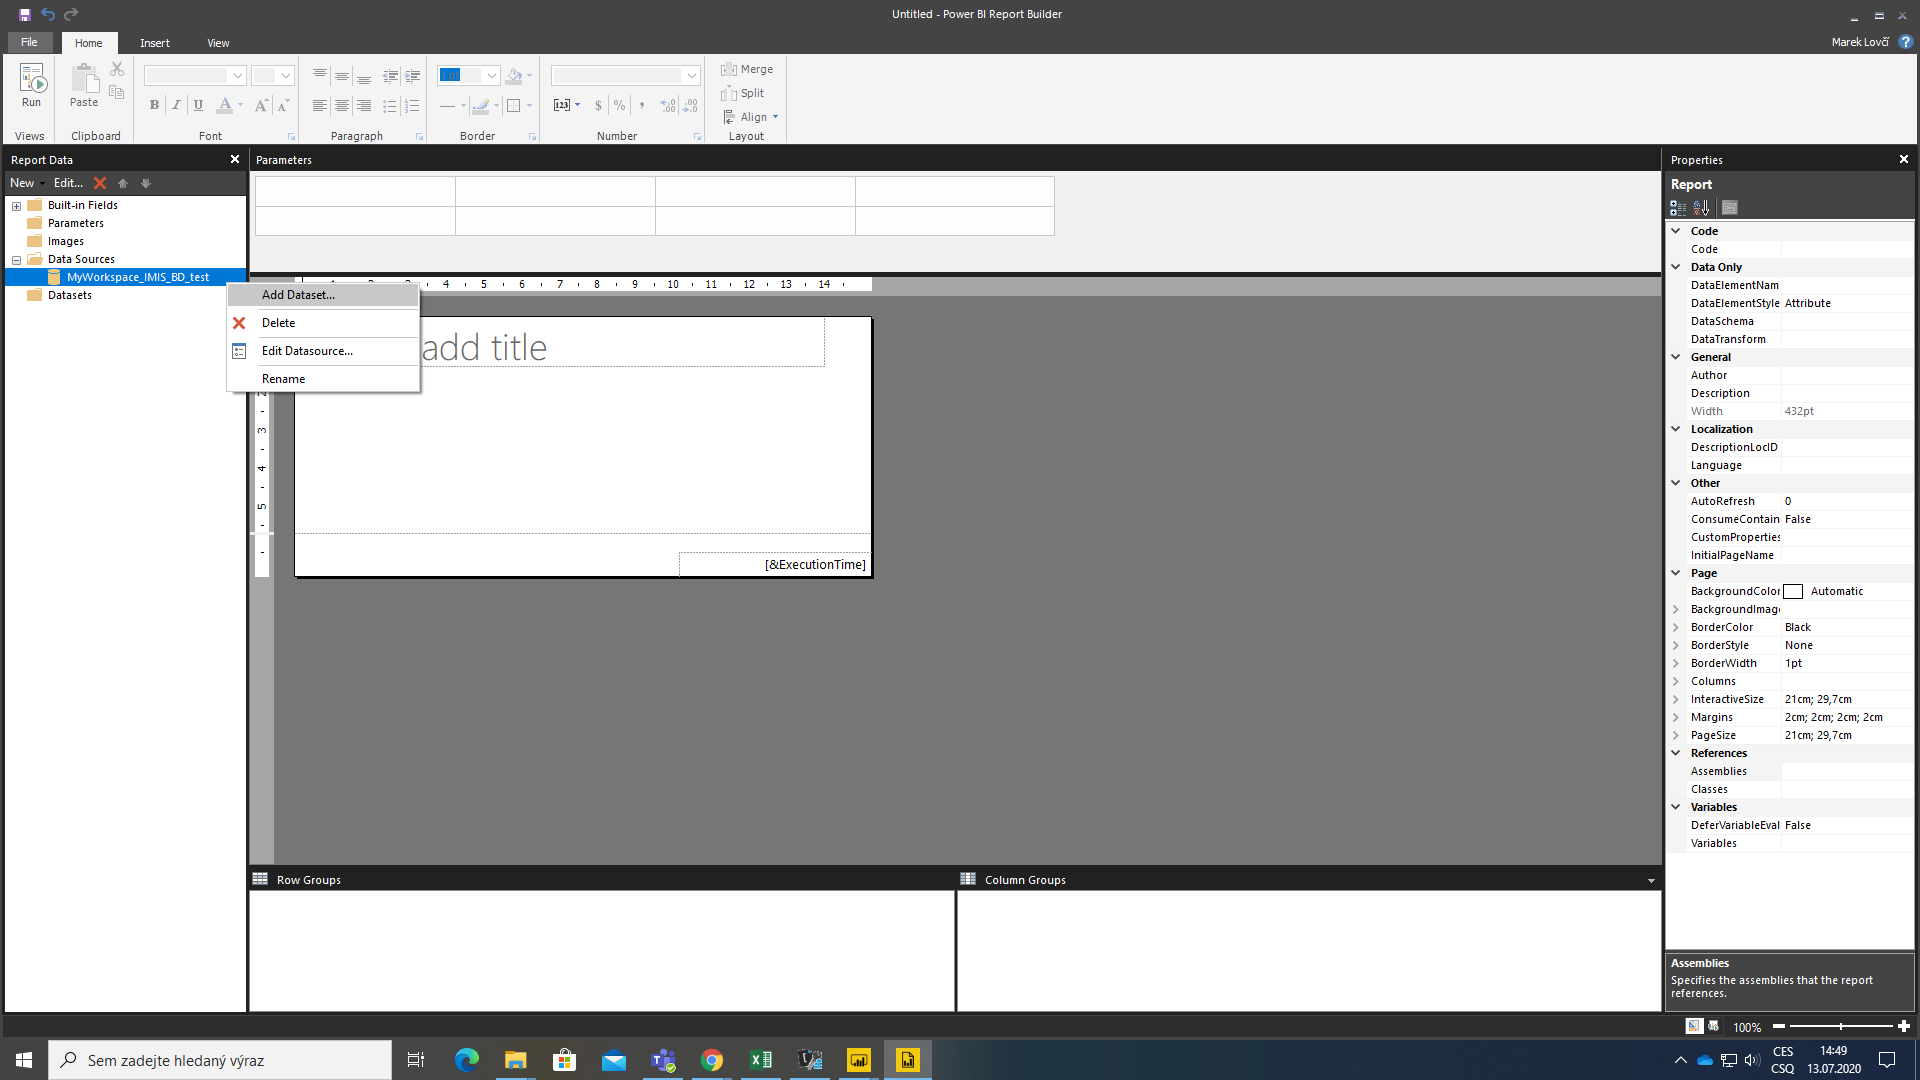 Untitled - Power BI Report Builder
File Home Insert View
Marek Lovčí
Run
Paste
Merge
Split
Align
1 pt
B I U A A A
$ % ,
Views Clipboard Font Paragraph Border Number Layout
Report Data
New Edit...
Built-in Fields
Parameters
Images
Data Sources
MyWorkspace_IMIS_BD_test
Datasets
Add Dataset...
Delete
Edit Datasource...
Rename
Parameters
4 5 6 7 8 9 10 11 12 13 14
add title
3
4
5
[&ExecutionTime]
Row Groups
Column Groups
Properties
Report
Code
Code
Data Only
DataElementNam
DataElementStyle Attribute
DataSchema
DataTransform
General
Author
Description
Width 432pt
Localization
DescriptionLocID
Language
Other
AutoRefresh 0
ConsumeContain False
CustomProperties
InitialPageName
Page
BackgroundColor Automatic
BackgroundImage
BorderColor Black
BorderStyle None
BorderWidth 1pt
Columns
InteractiveSize 21cm; 29,7cm
Margins 2cm; 2cm; 2cm; 2cm
PageSize 21cm; 29,7cm
References
Assemblies
Classes
Variables
DeferVariableEval False
Variables
Assemblies
Specifies the assemblies that the report
references.
100%
Sem zadejte hledaný výraz
CES
CSQ
14:49
13.07.2020